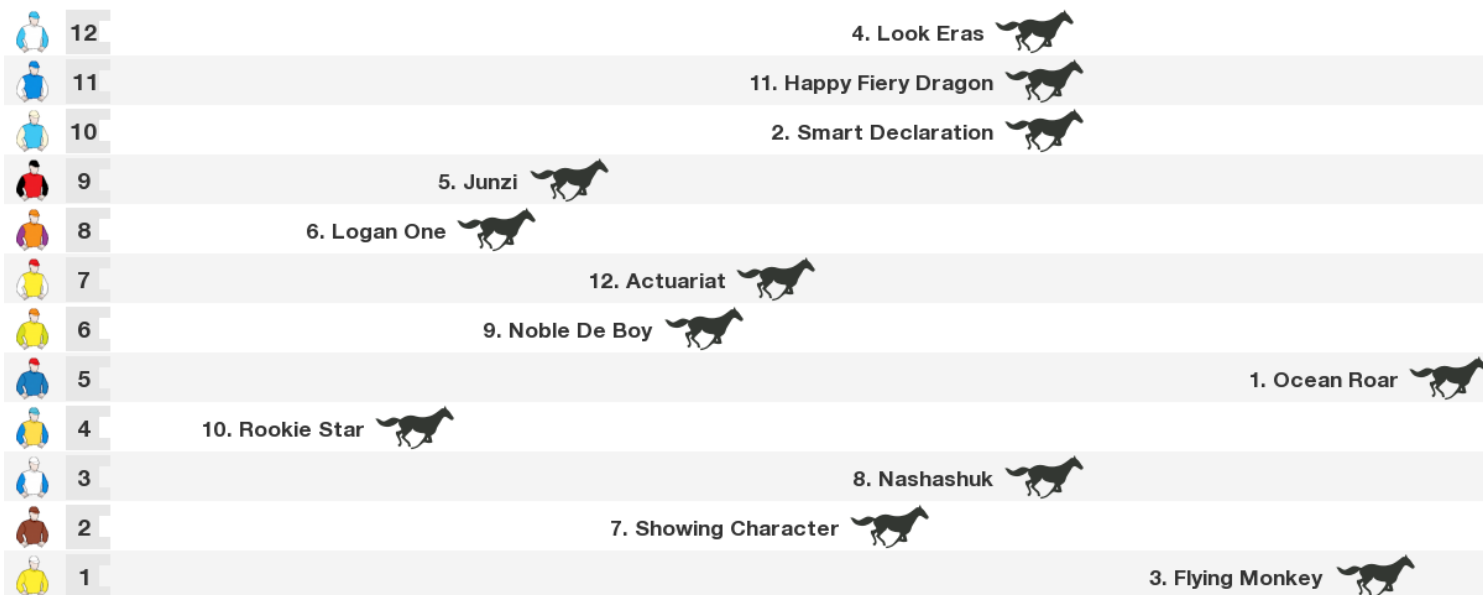 12 4. Look Eras
11 11. Happy Fiery Dragon
10 2. Smart Declaration
9 5. Junzi
8 6. Logan One
7 12. Actuariat
6 9. Noble De Boy
5 1. Ocean Roar
4 10. Rookie Star
3 8. Nashashuk
2 7. Showing Character
1 3. Flying Monkey